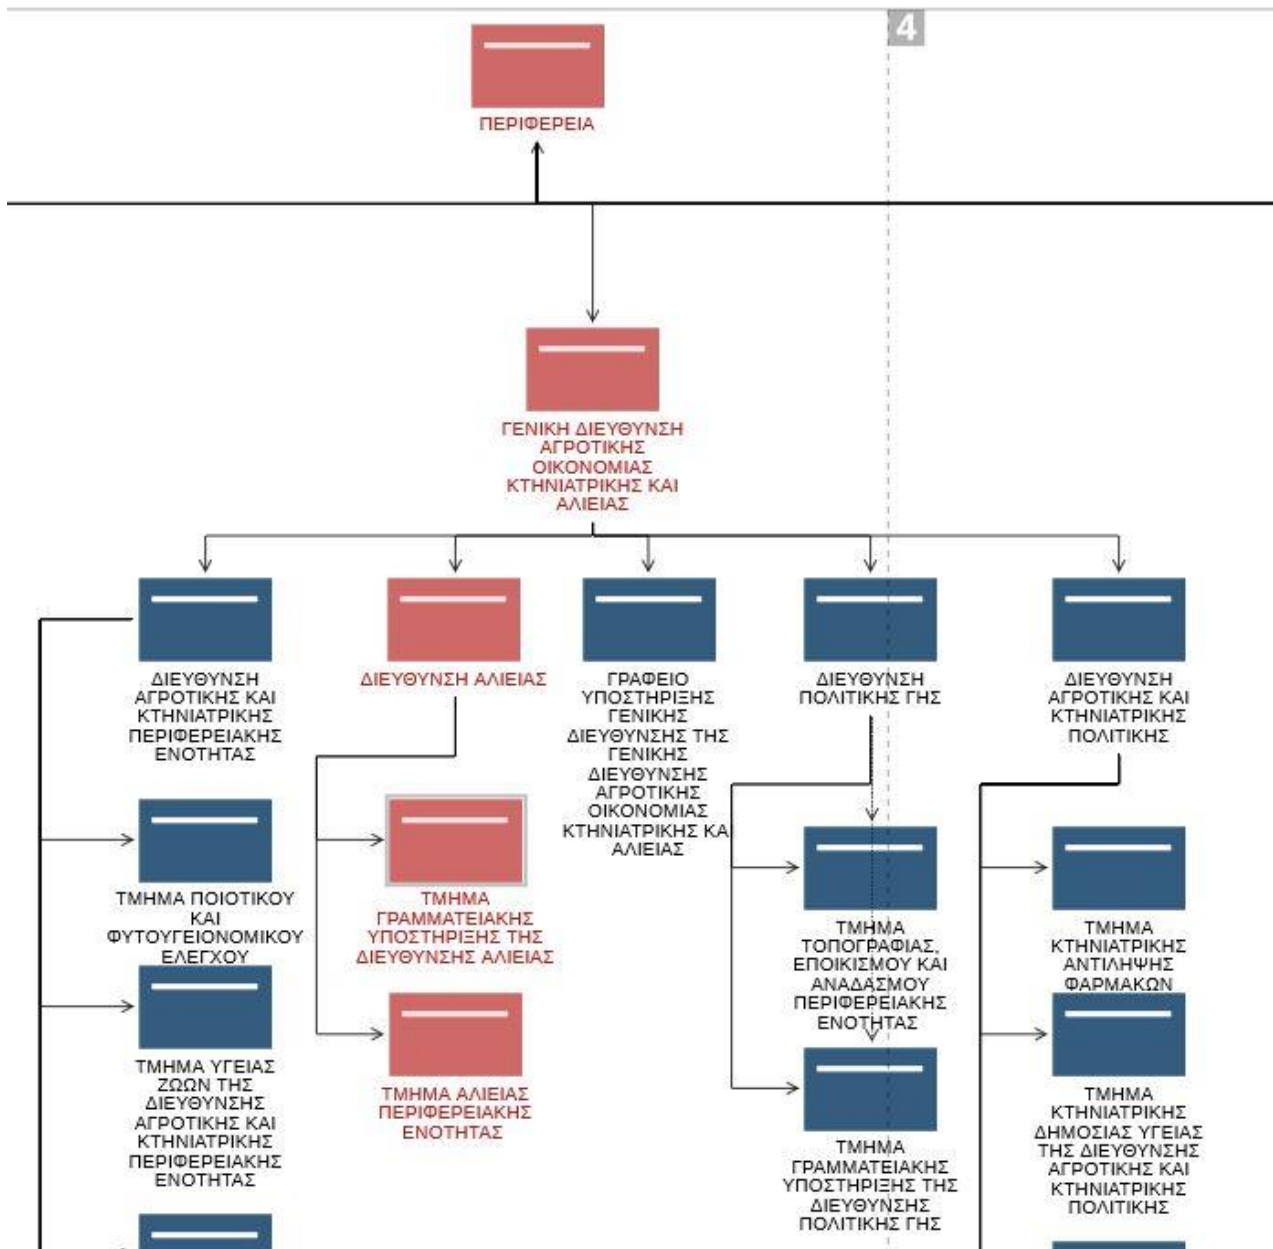 4
ΠΕΡΙΦΕΡΕΙΑ
ΓΕΝΙΚΗ ΔΙΕΥΘΥΝΣΗ
ΑΓΡΟΤΙΚΗΣ
ΟΙΚΟΝΟΜΙΑΣ
ΚΤΗΝΙΑΤΡΙΚΗΣ ΚΑΙ
ΑΛΙΕΙΑΣ
ΔΙΕΥΘΥΝΣΗ
ΑΓΡΟΤΙΚΗΣ ΚΑΙ
ΚΤΗΝΙΑΤΡΙΚΗΣ
ΠΕΡΙΦΕΡΕΙΑΚΗΣ
ΕΝΟΤΗΤΑΣ
ΔΙΕΥΘΥΝΣΗ ΑΛΙΕΙΑΣ
ΓΡΑΦΕΙΟ
ΥΠΟΣΤΗΡΙΞΗΣ
ΓΕΝΙΚΗΣ
ΔΙΕΥΘΥΝΣΗΣ ΤΗΣ
ΓΕΝΙΚΗΣ
ΔΙΕΥΘΥΝΣΗΣ
ΑΓΡΟΤΙΚΗΣ
ΟΙΚΟΝΟΜΙΑΣ
ΚΤΗΝΙΑΤΡΙΚΗΣ ΚΑ
ΑΛΙΕΙΑΣ
ΔΙΕΥΘΥΝΣΗ
ΠΟΛΙΤΙΚΗΣ ΓΗΣ
ΔΙΕΥΘΥΝΣΗ
ΑΓΡΟΤΙΚΗΣ ΚΑΙ
ΚΤΗΝΙΑΤΡΙΚΗΣ
ΠΟΛΙΤΙΚΗΣ
ΤΜΗΜΑ ΠΟΙΟΤΙΚΟΥ
ΚΑΙ
ΦΥΤΟΥΓΕΙΟΝΟΜΙΚΟΥ
ΕΛΕΓΧΟΥ
ΤΜΗΜΑ
ΓΡΑΜΜΑΤΕΙΑΚΗΣ
ΥΠΟΣΤΗΡΙΞΗΣ ΤΗΣ
ΔΙΕΥΘΥΝΣΗΣ ΑΛΙΕΙΑΣ
ΤΜΗΜΑ
ΤΟΠΟΓΡΑΦΙΑΣ,
ΕΠΟΙΚΙΣΜΟΥ ΚΑΙ
ΑΝΑΔΑΣΜΟΥ
ΠΕΡΙΦΕΡΕΙΑΚΗΣ
ΕΝΟΤΗΤΑΣ
ΤΜΗΜΑ
ΚΤΗΝΙΑΤΡΙΚΗΣ
ΑΝΤΙΛΗΨΗΣ
ΦΑΡΜΑΚΩΝ
ΤΜΗΜΑ ΥΓΕΙΑΣ
ΖΩΩΝ ΤΗΣ
ΔΙΕΥΘΥΝΣΗΣ
ΑΓΡΟΤΙΚΗΣ ΚΑΙ
ΚΤΗΝΙΑΤΡΙΚΗΣ
ΠΕΡΙΦΕΡΕΙΑΚΗΣ
ΕΝΟΤΗΤΑΣ
ΤΜΗΜΑ ΑΛΙΕΙΑΣ
ΠΕΡΙΦΕΡΕΙΑΚΗΣ
ΕΝΟΤΗΤΑΣ
ΤΜΗΜΑ
ΓΡΑΜΜΑΤΕΙΑΚΗΣ
ΥΠΟΣΤΗΡΙΞΗΣ ΤΗΣ
ΔΙΕΥΘΥΝΣΗΣ
ΠΟΛΙΤΙΚΗΣ ΓΗΣ
ΤΜΗΜΑ
ΚΤΗΝΙΑΤΡΙΚΗΣ
ΔΗΜΟΣΙΑΣ ΥΓΕΙΑΣ
ΤΗΣ ΔΙΕΥΘΥΝΣΗΣ
ΑΓΡΟΤΙΚΗΣ ΚΑΙ
ΚΤΗΝΙΑΤΡΙΚΗΣ
ΠΟΛΙΤΙΚΗΣ